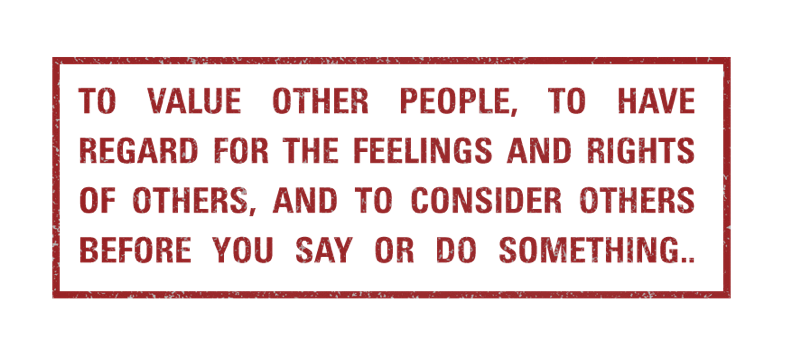 TO VALUE OTHER PEOPLE, TO HAVE
REGARD FOR THE FEELINGS AND RIGHTS
OF OTHERS, AND TO CONSIDER OTHERS
BEFORE YOU SAY OR DO SOMETHING..